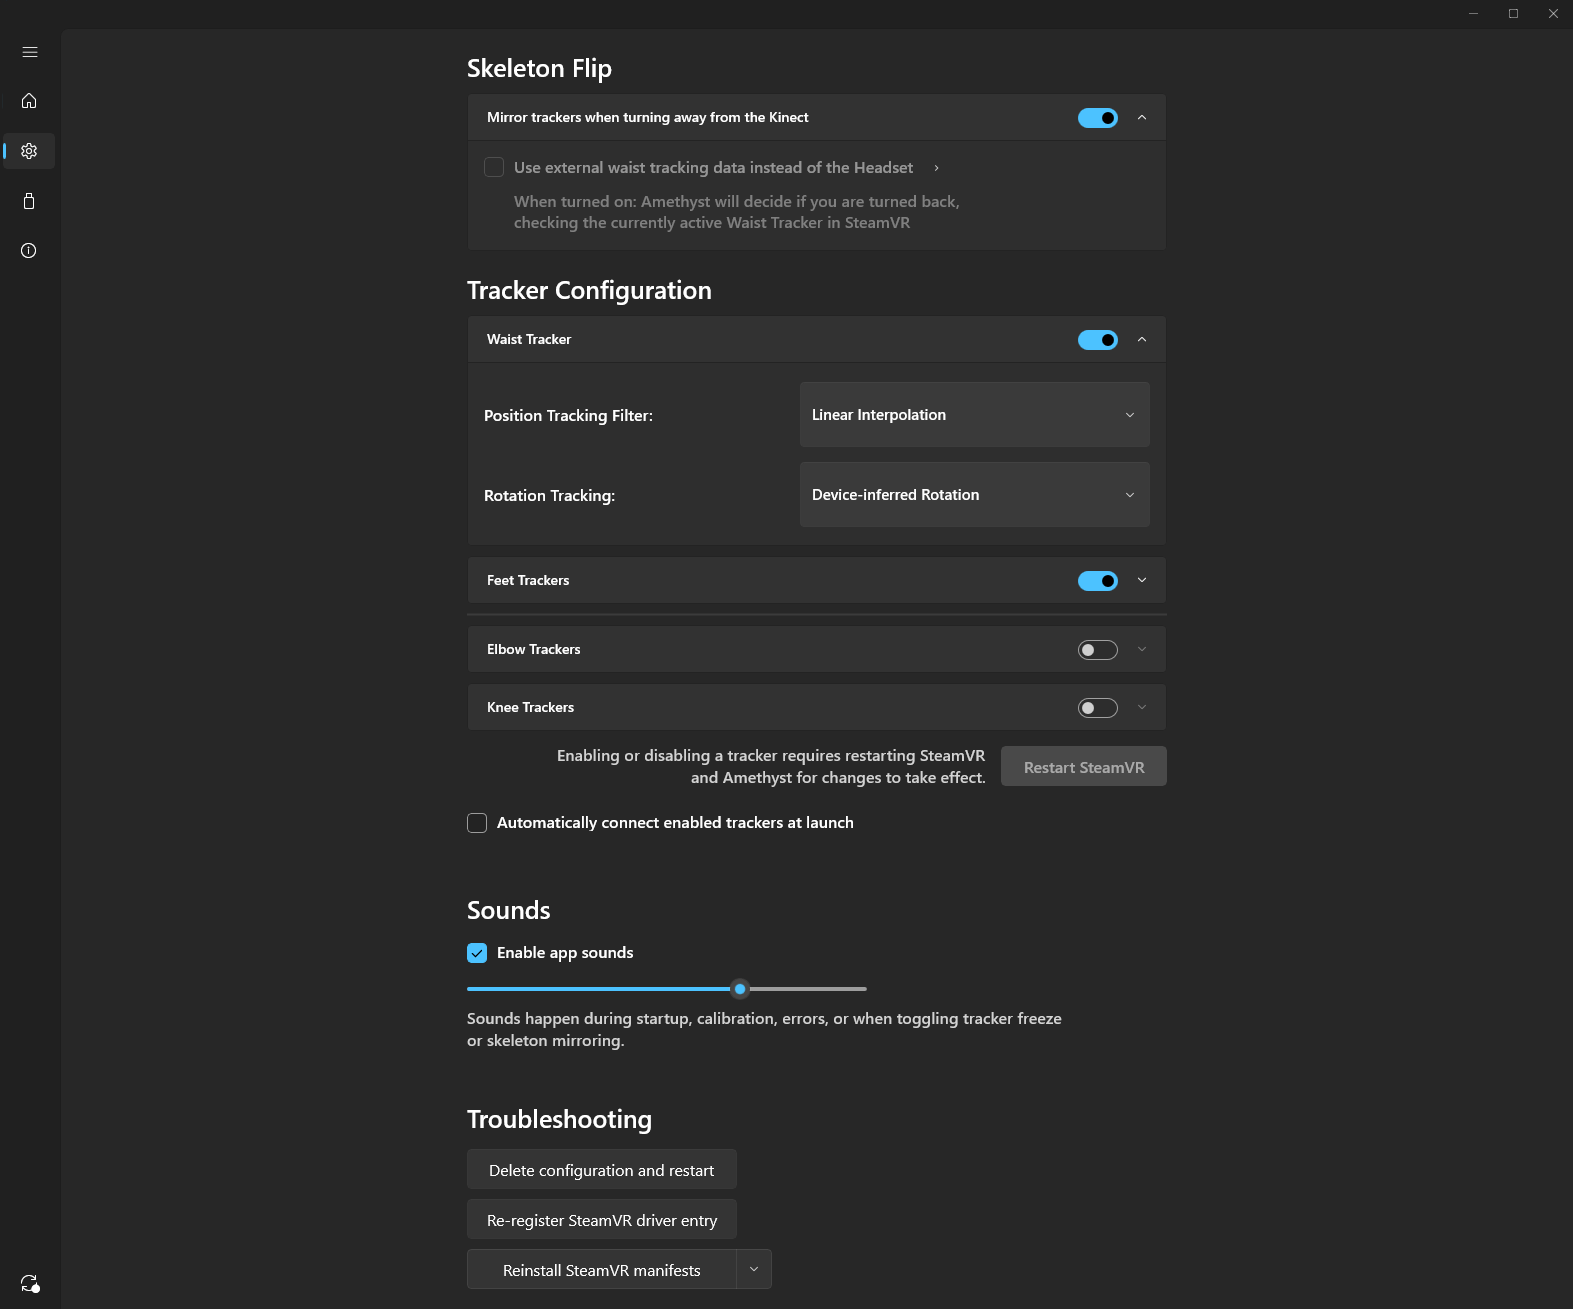 Skeleton Flip
Mirror trackers when turning away from the Kinect
Use external waist tracking data instead of the Headset
When turned on: Amethyst will decide if you are turned back,
checking the currently active Waist Tracker in SteamVR
Tracker Configuration
Waist Tracker
Position Tracking Filter:
Linear Interpolation
Rotation Tracking:
Device-inferred Rotation
Feet Trackers
Elbow Trackers
Knee Trackers
Enabling or disabling a tracker requires restarting SteamVR
and Amethyst for changes to take effect.
Restart SteamVR
Automatically connect enabled trackers at launch
Sounds
Enable app sounds
Sounds happen during startup, calibration, errors, or when toggling tracker freeze
or skeleton mirroring.
Troubleshooting
Delete configuration and restart
Re-register SteamVR driver entry
Reinstall SteamVR manifests